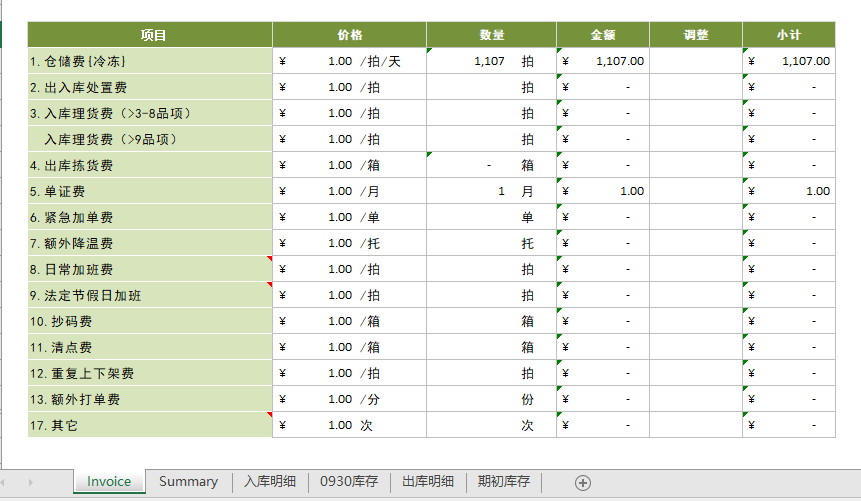 项目 价格 数量 金额 调整 小计
1.仓储费{冷冻} ¥ 1.00 /拍/天 1,107 拍 ¥ 1,107.00 ¥ 1,107.00
2.出入库处置费 ¥ 1.00 /拍 拍 ¥ - ¥ -
3.入库理货费（>3-8品项） ¥ 1.00 /拍 拍 ¥ - ¥ -
入库理货费（>9品项） ¥ 1.00 /拍 拍 ¥ - ¥ -
4.出库拣货费 ¥ 1.00 /箱 - 箱 ¥ - ¥ -
5.单证费 ¥ 1.00 /月 1 月 ¥ 1.00 ¥ 1.00
6.紧急加单费 ¥ 1.00 /单 单 ¥ - ¥ -
7.额外降温费 ¥ 1.00 /托 托 ¥ - ¥ -
8.日常加班费 ¥ 1.00 /拍 拍 ¥ - ¥ -
9.法定节假日加班 ¥ 1.00 /拍 拍 ¥ - ¥ -
10.抄码费 ¥ 1.00 /箱 箱 ¥ - ¥ -
11.清点费 ¥ 1.00 /箱 箱 ¥ - ¥ -
12.重复上下架费 ¥ 1.00 /拍 拍 ¥ - ¥ -
13.额外打单费 ¥ 1.00 /分 份 ¥ - ¥ -
17.其它 ¥ 1.00 次 次 ¥ - ¥ -
Invoice Summary 入库明细 0930库存 出库明细 期初库存